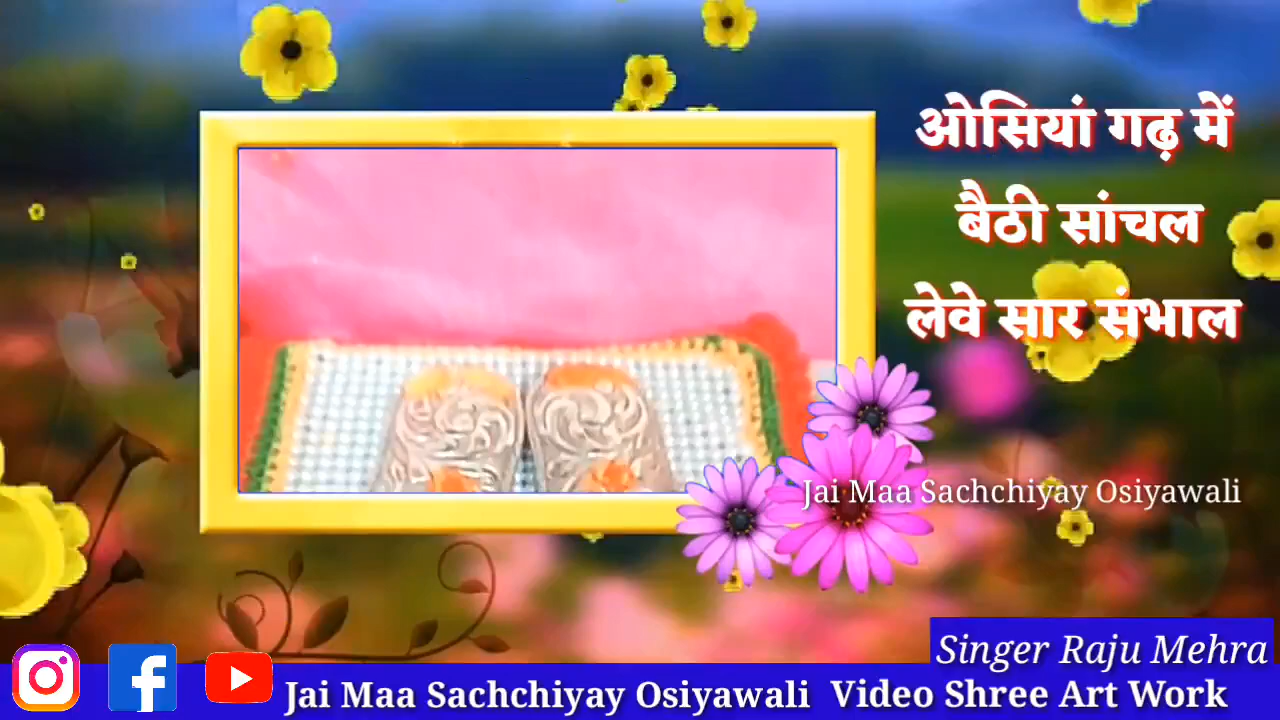 ओसियां गढ़ में
बैठी सांचल
लेवे सार संभाल
Jai Maa Sachchiyay Osiyawali
Singer Raju Mehra
Jai Maa Sachchiyay Osiyawali Video Shree Art Work